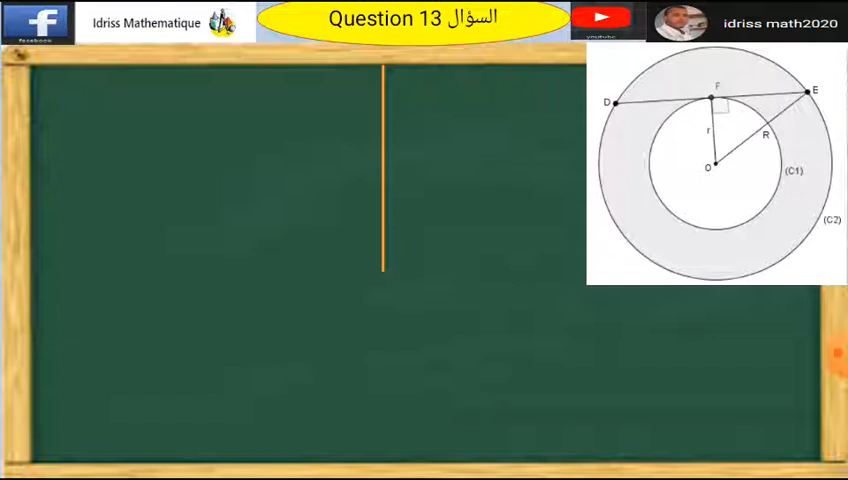 facebook
Idriss Mathematique
Question 13 السؤال
youtube
idriss math2020
D
F
E
r
R
O
(C1)
(C2)